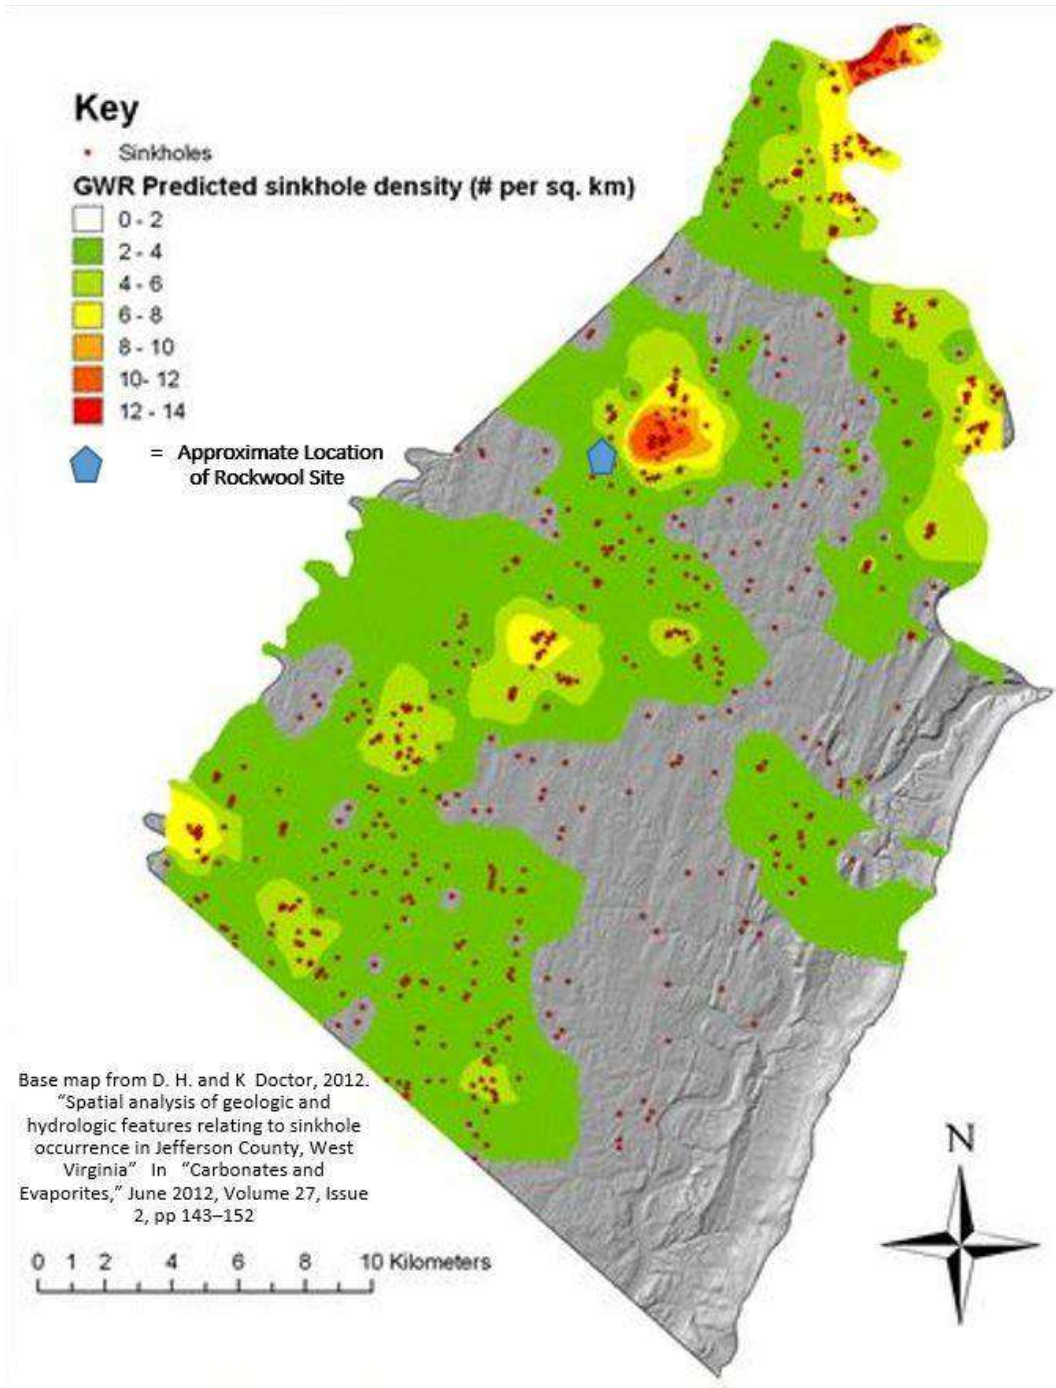 Key
Sinkholes
GWR Predicted sinkhole density (# per sq. km)
0 - 2
2 - 4
4 - 6
6 - 8
8 - 10
10- 12
12 - 14
= Approximate Location
of Rockwool Site
Base map from D. H. and K Doctor, 2012.
“Spatial analysis of geologic and
hydrologic features relating to sinkhole
occurrence in Jefferson County, West
Virginia” In “Carbonates and
Evaporites,” June 2012, Volume 27, Issue
2, pp 143–152
N
0 1 2 4 6 8 10 Kilometers